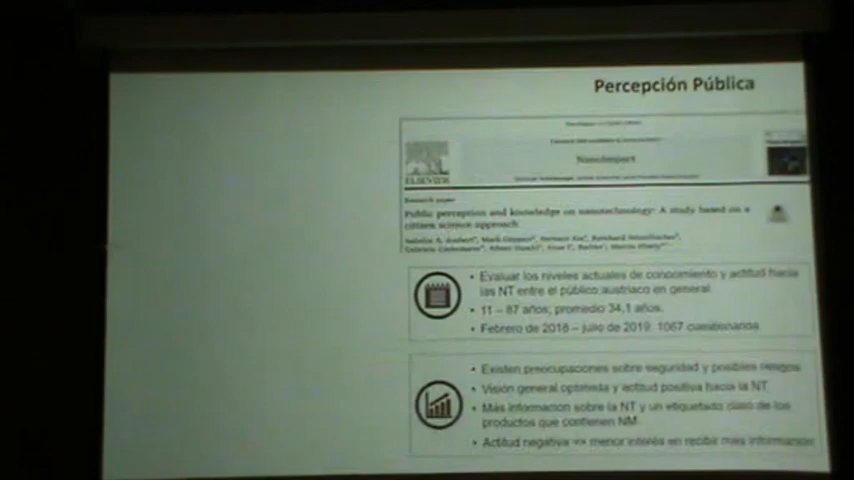 Percepción Pública
NanoImpact
ELSEVIER
Research paper
Public perception and knowledge on nanotechnology: A study based on a
citizen science approach
• Evaluar los niveles actuales de conocimiento y actitud hacia
las NT entre el público austriaco en general
• 11 – 87 años; promedio 34,1 años.
• Febrero de 2018 – julio de 2019: 1067 cuestionarios
• Existen preocupaciones sobre seguridad y posibles riesgos
• Visión general optimista y actitud positiva hacia la NT
• Más información sobre la NT y un etiquetado claro de los
productos que contienen NM
• Actitud negativa => menor interés en recibir más información